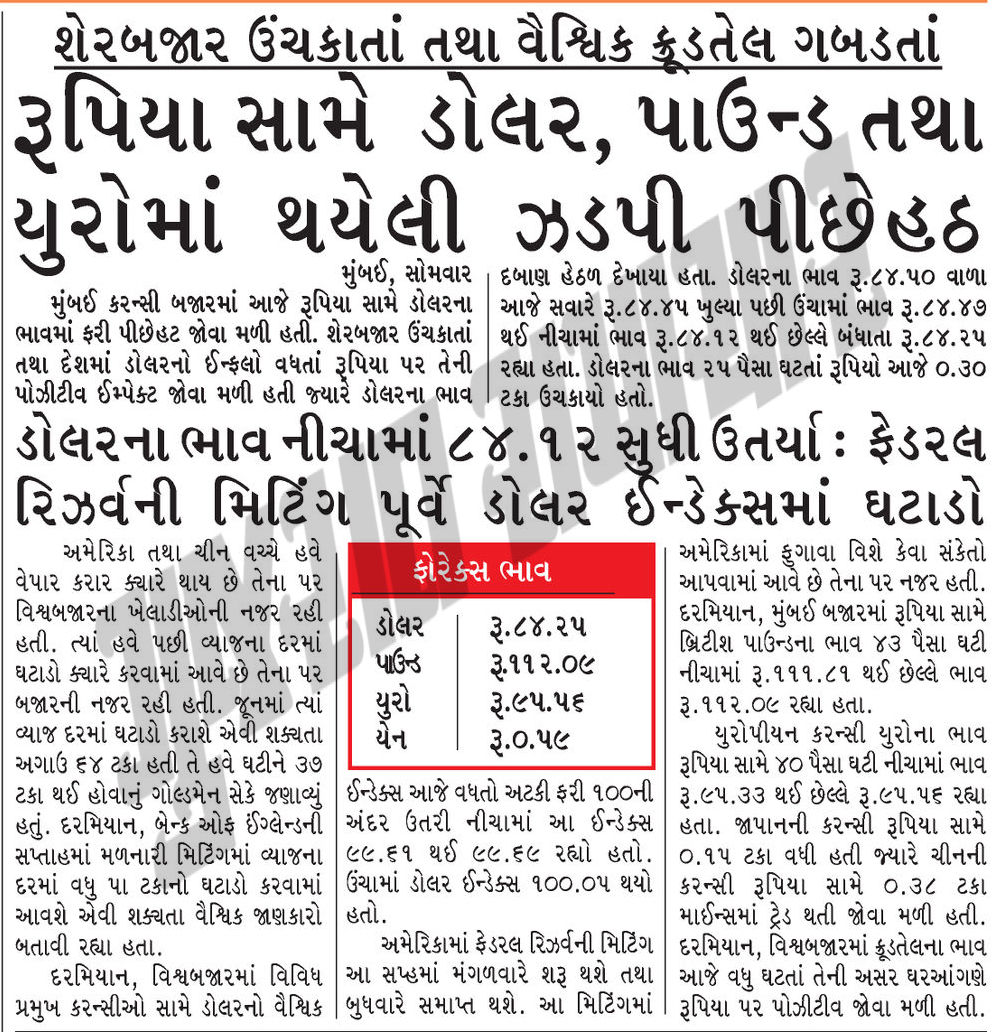 શેરબજાર ઉંચકાતાં તથા વૈશ્વિક ક્રૂડતેલ ગબડતાં
રૂપિયા સામે ડોલર, પાઉન્ડ તથા
યુરોમાં થયેલી ઝડપી પીછેહઠ
મુંબઈ, સોમવાર
મુંબઈ કરન્સી બજારમાં આજે રૂપિયા સામે ડોલરના
ભાવમાં ફરી પીછેહટ જોવા મળી હતી. શેરબજાર ઉંચકાતાં
તથા દેશમાં ડોલરનો ઈન્ફલો વધતાં રૂપિયા પર તેની
પોઝીટીવ ઈમ્પેક્ટ જોવા મળી હતી જ્યારે ડોલરના ભાવ
દબાણ હેઠળ દેખાયા હતા. ડોલરના ભાવ રૂ.૮૪.૫૦ વાળા
આજે સવારે રૂ.૮૪.૪૫ ખુલ્યા પછી ઉંચામાં ભાવ રૂ.૮૪.૪૭
થઈ નીચામાં ભાવ રૂ.૮૪.૧૨ થઈ છેલ્લે બંધાતા રૂ.૮૪.૨૫
રહ્યા હતા. ડોલરના ભાવ ૨૫ પૈસા ઘટતાં રૂપિયો આજે ૦.૩૦
ટકા ઉચકાયો હતો.
ડોલરના ભાવ નીચામાં ૮૪.૧૨ સુધી ઉતર્યા : ફેડરલ
રિઝર્વની મિટિંગ પૂર્વે ડોલર ઈન્ડેક્સમાં ઘટાડો
અમેરિકા તથા ચીન વચ્ચે હવે
વેપાર કરાર ક્યારે થાય છે તેના પર
વિશ્વબજારના ખેલાડીઓની નજર રહી
હતી. ત્યાં હવે પછી વ્યાજના દરમાં
ઘટાડો ક્યારે કરવામાં આવે છે તેના પર
બજારની નજર રહી હતી. જૂનમાં ત્યાં
વ્યાજ દરમાં ઘટાડો કરાશે એવી શક્યતા
અગાઉ ૬૪ ટકા હતી તે હવે ઘટીને ૩૭
ટકા થઈ હોવાનું ગોલ્ડમેન સેકે જણાવ્યું
હતું. દરમિયાન, બેન્ક ઓફ ઈંગ્લેન્ડની
સપ્તાહમાં મળનારી મિટિંગમાં વ્યાજના
દરમાં વધુ પા ટકાનો ઘટાડો કરવામાં
આવશે એવી શક્યતા વૈશ્વિક જાણકારો
બતાવી રહ્યા હતા.
દરમિયાન, વિશ્વબજારમાં વિવિધ
પ્રમુખ કરન્સીઓ સામે ડોલરનો વૈશ્વિક
ફોરેક્સ ભાવ
ડોલર રૂ.૮૪.૨૫
પાઉન્ડ રૂ.૧૧૨.૦૯
યુરો રૂ.૯૫.૫૬
યેન રૂ.૦.૫૯
ઈન્ડેક્સ આજે વધતો અટકી ફરી ૧૦૦ની
અંદર ઉતરી નીચામાં આ ઈન્ડેક્સ
૯૯.૬૧ થઈ ૯૯.૬૯ રહ્યો હતો.
ઉંચામાં ડોલર ઈન્ડેક્સ ૧૦૦.૦૫ થયો
હતો.
અમેરિકામાં ફેડરલ રિઝર્વની મિટિંગ
આ સપ્તહમાં મંગળવારે શરૂ થશે તથા
બુધવારે સમાપ્ત થશે. આ મિટિંગમાં
અમેરિકામાં ફુગાવા વિશે કેવા સંકેતો
આપવામાં આવે છે તેના પર નજર હતી.
દરમિયાન, મુંબઈ બજારમાં રૂપિયા સામે
બ્રિટીશ પાઉન્ડના ભાવ ૪૩ પૈસા ઘટી
નીચામાં રૂ.૧૧૧.૮૧ થઈ છેલ્લે ભાવ
રૂ.૧૧૨.૦૯ રહ્યા હતા.
યુરોપીયન કરન્સી યુરોના ભાવ
રૂપિયા સામે ૪૦ પૈસા ઘટી નીચામાં ભાવ
રૂ.૯૫.૩૩ થઈ છેલ્લે રૂ.૯૫.૫૬ રહ્યા
હતા. જાપાનની કરન્સી રૂપિયા સામે
૦.૧૫ ટકા વધી હતી જ્યારે ચીનની
કરન્સી રૂપિયા સામે ૦.૩૮ ટકા
માઈન્સમાં ટ્રેડ થતી જોવા મળી હતી.
દરમિયાન, વિશ્વબજારમાં ક્રૂડતેલના ભાવ
આજે વધુ ઘટતાં તેની અસર ઘરઆંગણે
રૂપિયા પર પોઝીટીવ જોવા મળી હતી.
ગુજરાત સમાચાર